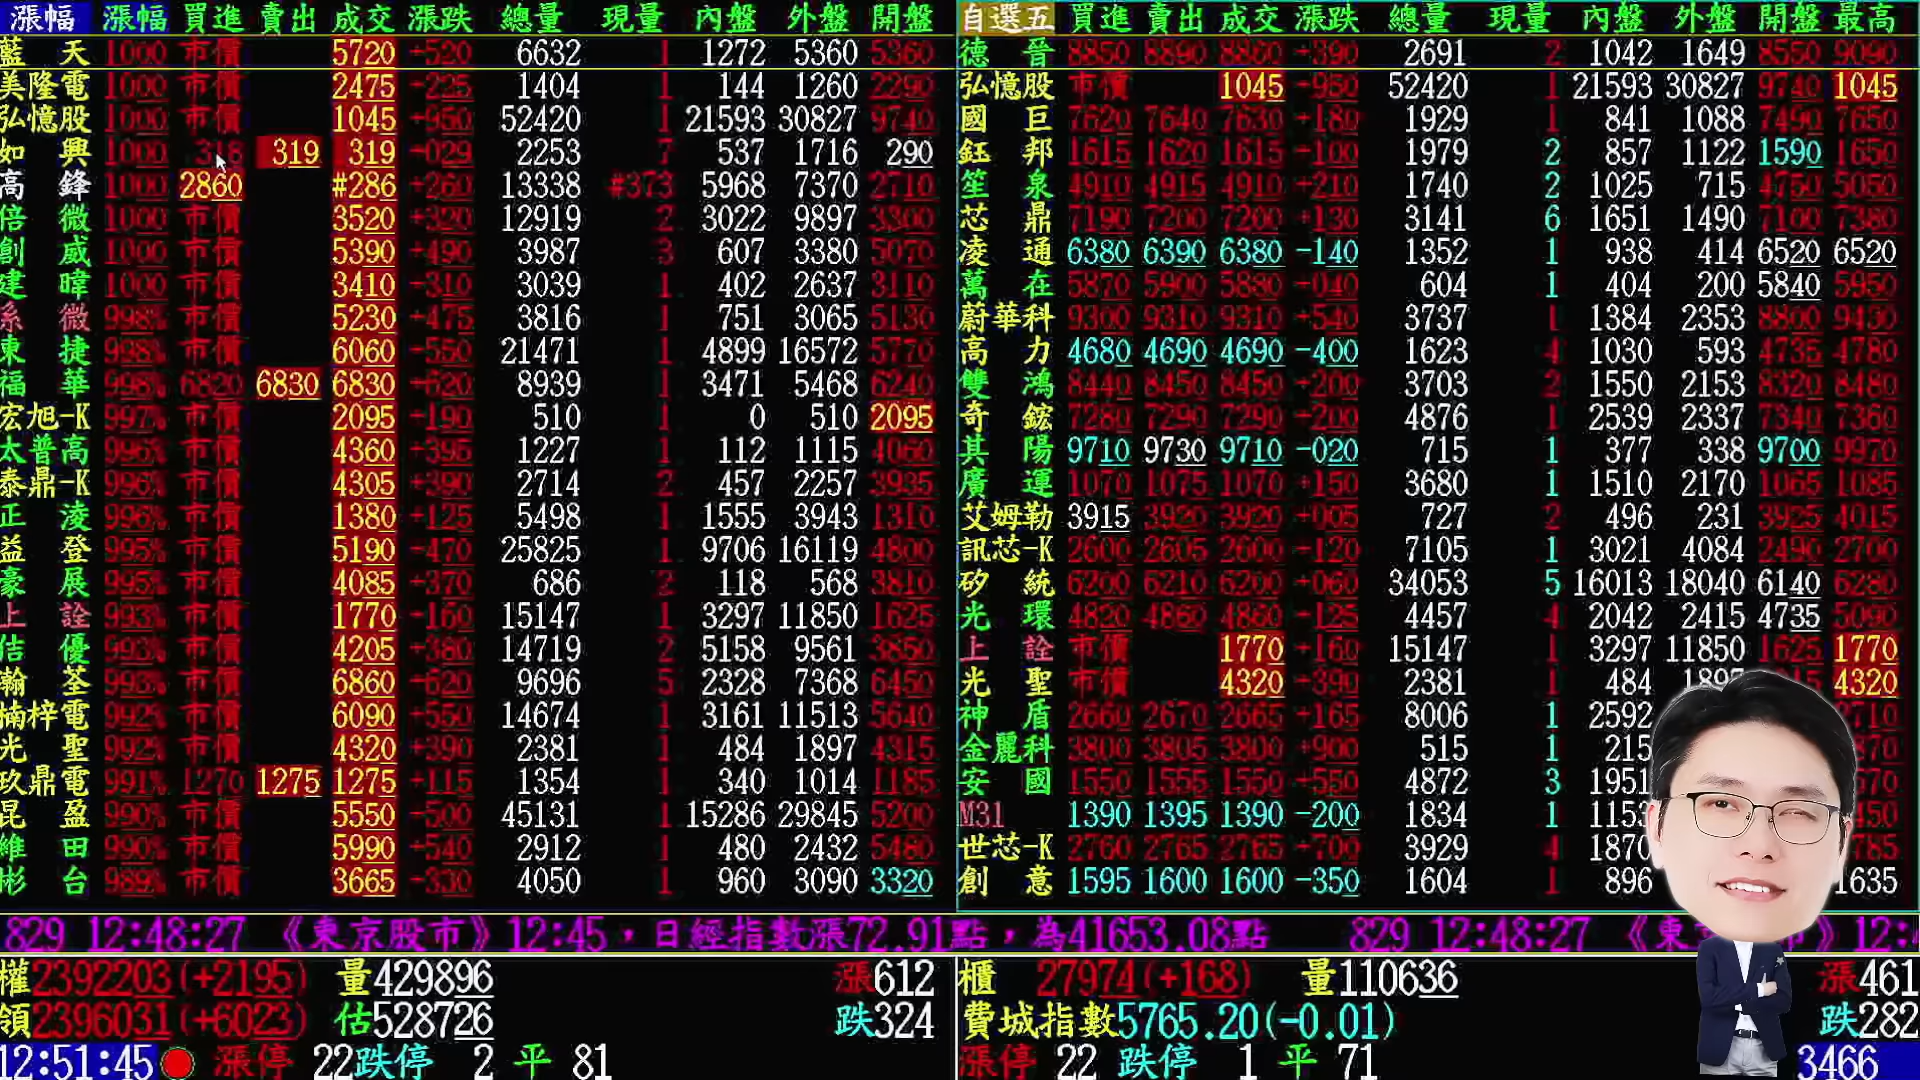 漲幅 漲幅 買進 賣出 成交 漲跌 總量 現量 內盤 外盤 開盤
藍天 1000 市價 5720 +520 6632 1 1272 5360 5360
美隆電 1000 市價 2475 +225 1404 1 144 1260 2290
弘憶股 1000 市價 1045 +950 52420 1 21593 30827 9740
如興 1000 318 319 319 +029 2253 7 537 1716 290
高鋒 1000 2860 #286 +260 13338 #373 5968 7370 2710
倍微 1000 市價 3520 +320 12919 2 3022 9897 3300
創威 1000 市價 5390 +490 3987 3 607 3380 5070
建暐 1000 市價 3410 +310 3039 1 402 2637 3110
系微 998% 市價 5230 +475 3816 1 751 3065 5130
東捷 998% 市價 6060 +550 21471 1 4899 16572 5770
福華 998% 6820 6830 6830 +620 8939 1 3471 5468 6240
宏旭-K 997% 市價 2095 +190 510 1 0 510 2095
太普高 996% 市價 4360 +395 1227 1 112 1115 4060
泰鼎-K 996% 市價 4305 +390 2714 2 457 2257 3935
正淩 996% 市價 1380 +125 5498 1 1555 3943 1310
益登 995% 市價 5190 +470 25825 1 9706 16119 4800
豪展 995% 市價 4085 +370 686 2 118 568 3810
上詮 993% 市價 1770 +160 15147 1 3297 11850 1625
佶優 993% 市價 4205 +380 14719 2 5158 9561 3850
瀚荃 993% 市價 6860 +620 9696 5 2328 7368 6450
楠梓電 992% 市價 6090 +550 14674 1 3161 11513 5640
光聖 992% 市價 4320 +390 2381 1 484 1897 4315
玖鼎電 991% 1270 1275 1275 +115 1354 1 340 1014 1185
昆盈 990% 市價 5550 +500 45131 1 15286 29845 5200
維田 990% 市價 5990 +540 2912 1 480 2432 5480
彬台 989% 市價 3665 +330 4050 1 960 3090 3320
自選五 買進 賣出 成交 漲跌 總量 現量 內盤 外盤 開盤 最高
德晉 8850 8890 8880 +390 2691 2 1042 1649 8550 9090
弘憶股 市價 1045 +950 52420 1 21593 30827 9740 1045
國巨 7620 7640 7630 +180 1929 1 841 1088 7490 7650
鈺邦 1615 1620 1615 +100 1979 2 857 1122 1590 1650
笙泉 4910 4915 4910 +210 1740 2 1025 715 4750 5050
芯鼎 7190 7200 7200 +130 3141 6 1651 1490 7100 7380
凌通 6380 6390 6380 -140 1352 1 938 414 6520 6520
萬在 5870 5900 5880 +040 604 1 404 200 5840 5950
蔚華科 9300 9310 9310 +540 3737 1 1384 2353 8800 9430
高力 4680 4690 4690 -400 1623 4 1030 593 4735 4780
雙鴻 8440 8450 8450 +200 3703 2 1550 2153 8320 8480
奇鋐 7280 7290 7290 +200 4876 1 2539 2337 7340 7360
其陽 9710 9730 9710 -020 715 1 377 338 9700 9970
廣運 1070 1075 1070 +150 3680 1 1510 2170 1065 1085
艾姆勒 3915 3920 3920 +005 727 2 496 231 3925 4015
訊芯-K 2600 2605 2600 +120 7105 1 3021 4084 2490 2700
矽統 6200 6210 6200 +060 34053 5 16013 18040 6140 6280
光環 4820 4860 4860 +125 4457 4 2042 2415 4735 5090
上詮 市價 1770 +160 15147 1 3297 11850 1625 1770
光聖 市價 4320 +390 2381 1 484 4320
神盾 2660 2670 2665 +165 8006 1 2592
金麗科 3800 3805 3800 +900 515 1 215
安國 1550 1555 1550 +550 4872 3 1951
M31 1390 1395 1390 -200 1834 1
世芯-K 2760 2765 2765 +700 3929 4 1870
創意 1595 1600 1600 -350 1604 1 896 1635
829 12:48:27 《東京股市》12:45，日經指數漲72.91點，為41653.08點 829 12:48:27
權2392203(+2195) 量429896 漲612
領2396031(+6023) 估528726 跌324
12:51:45 漲停 22 跌停 2 平 81
櫃 27974(+168) 量110636 漲461
費城指數5765.20(-0.01) 跌282
漲停 22 跌停 1 平 71 3466